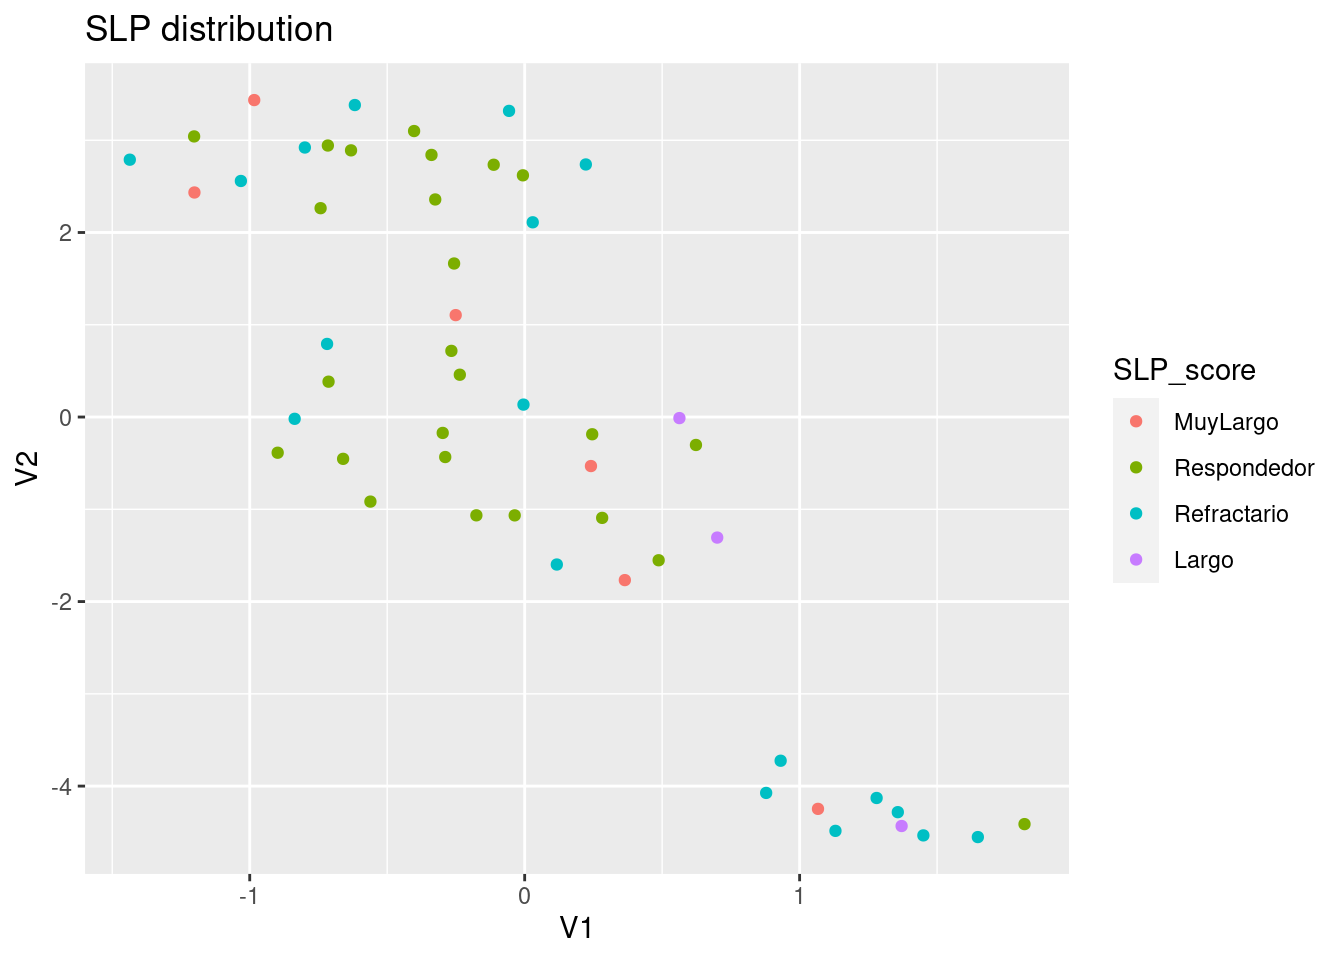 SLP distribution
2
0
-2
-4
V2
-1
0
1
V1
SLP_score
MuyLargo
Respondedor
Refractario
Largo